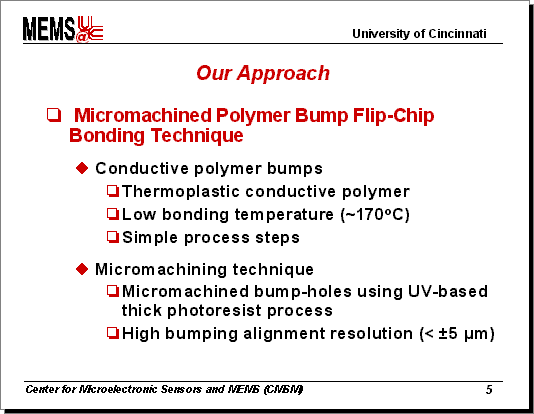 MEMS@UC
University of Cincinnati
Our Approach
Micromachined Polymer Bump Flip-Chip
Bonding Technique
Conductive polymer bumps
Thermoplastic conductive polymer
Low bonding temperature (~170ºC)
Simple process steps
Micromachining technique
Micromachined bump-holes using UV-based
thick photoresist process
High bumping alignment resolution (< ±5 µm)
Center for Microelectronic Sensors and MEMS (CMSM)
5